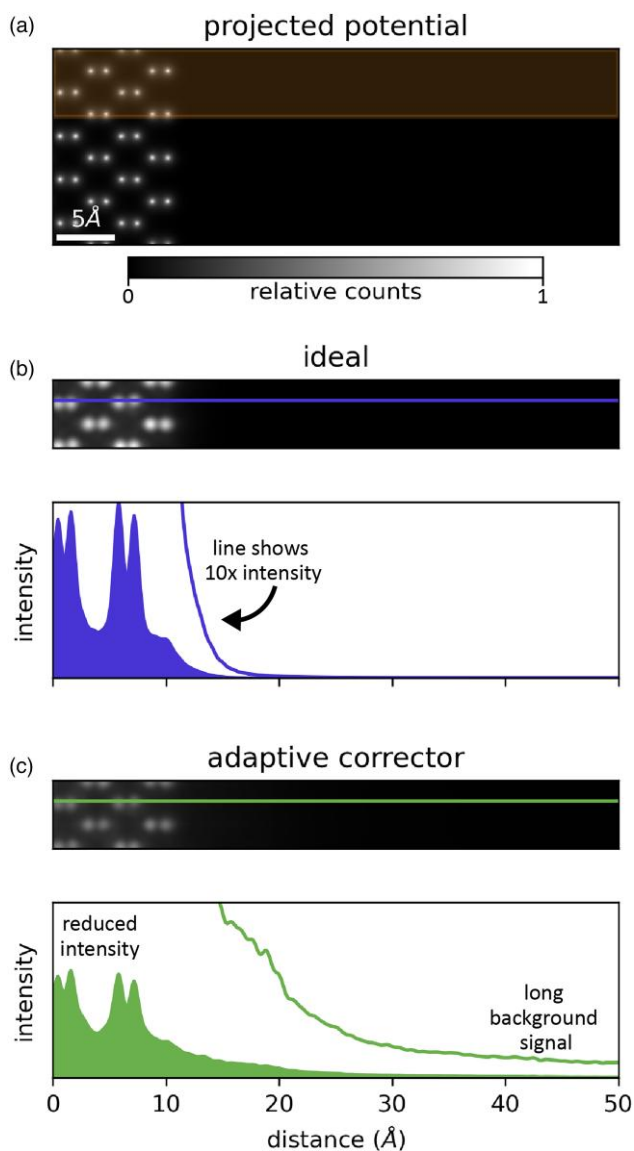 (a)
projected potential
5Å
0
relative counts
1
(b)
ideal
intensity
line shows
10x intensity
(c)
adaptive corrector
intensity
reduced
intensity
long
background
signal
0
10
20
30
40
50
distance (Å)